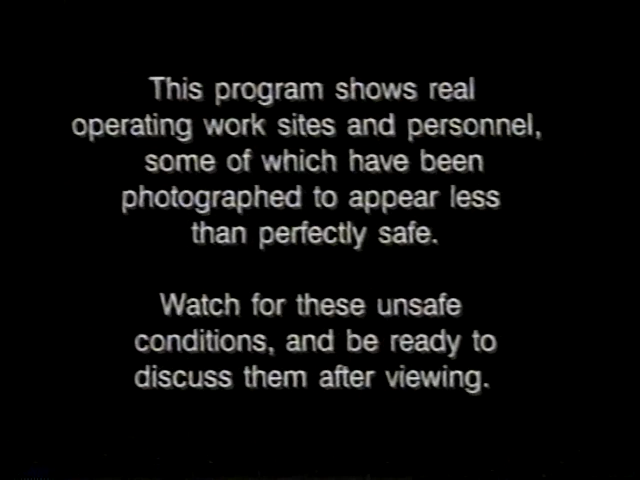 This program shows real
operating work sites and personnel,
some of which have been
photographed to appear less
than perfectly safe.
Watch for these unsafe
conditions, and be ready to
discuss them after viewing.